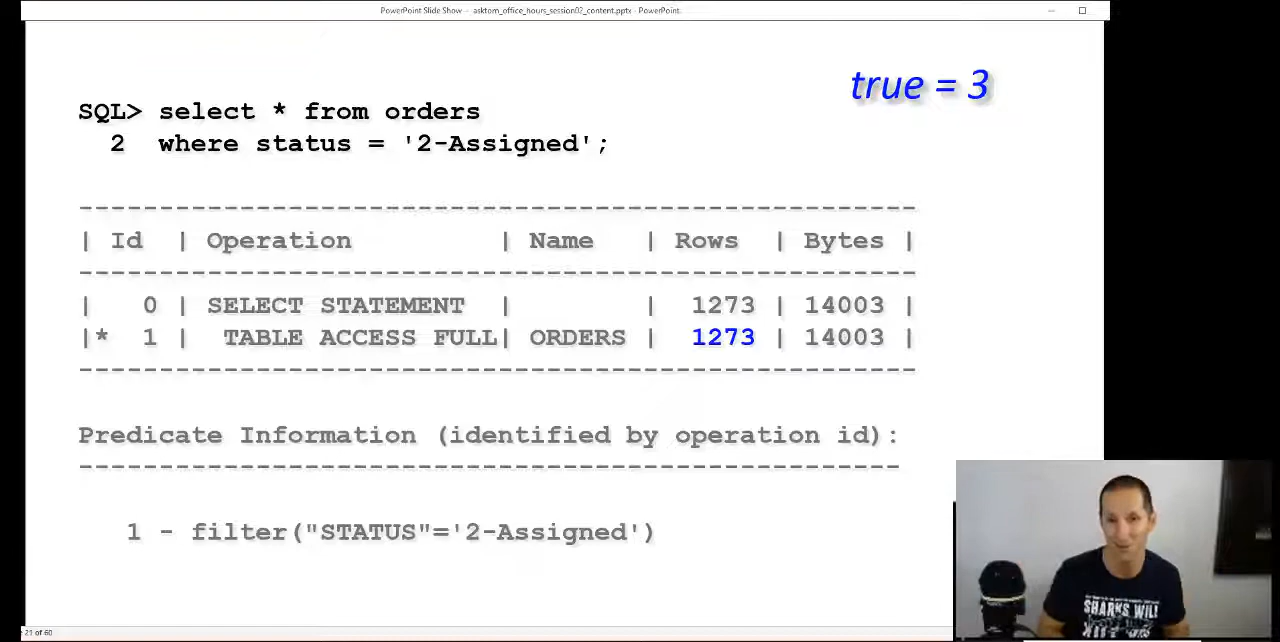 PowerPoint Slide Show - asktom_office_hours_session02_content.pptx - PowerPoint
true = 3
SQL> select * from orders
2 where status = '2-Assigned';
---------------------------------------------------
| Id | Operation | Name | Rows | Bytes |
---------------------------------------------------
| 0 | SELECT STATEMENT | | 1273 | 14003 |
|* 1 | TABLE ACCESS FULL| ORDERS | 1273 | 14003 |
---------------------------------------------------
Predicate Information (identified by operation id):
---------------------------------------------------
1 - filter("STATUS"='2-Assigned')
SHARKS WILL
21 of 60